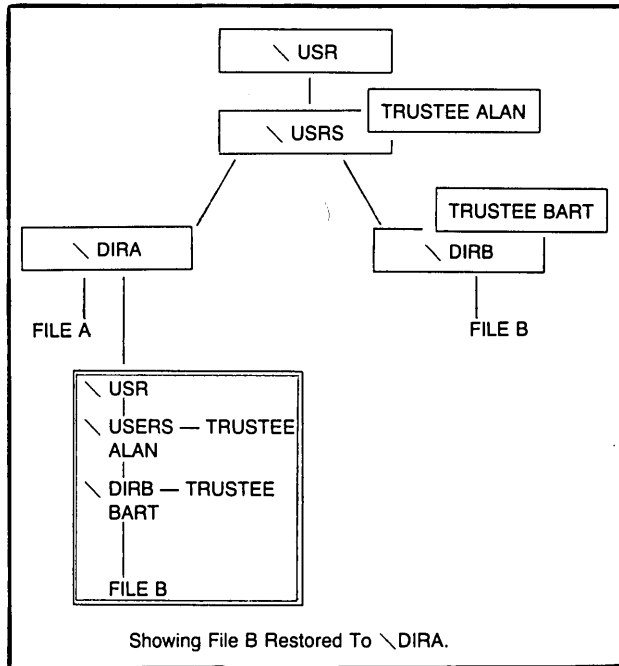 \ USR
TRUSTEE ALAN
\ USRS
TRUSTEE BART
\ DIRA
\ DIRB
FILE A
FILE B
\ USR
\ USERS — TRUSTEE
ALAN
\ DIRB — TRUSTEE
BART
FILE B
Showing File B Restored To \DIRA.